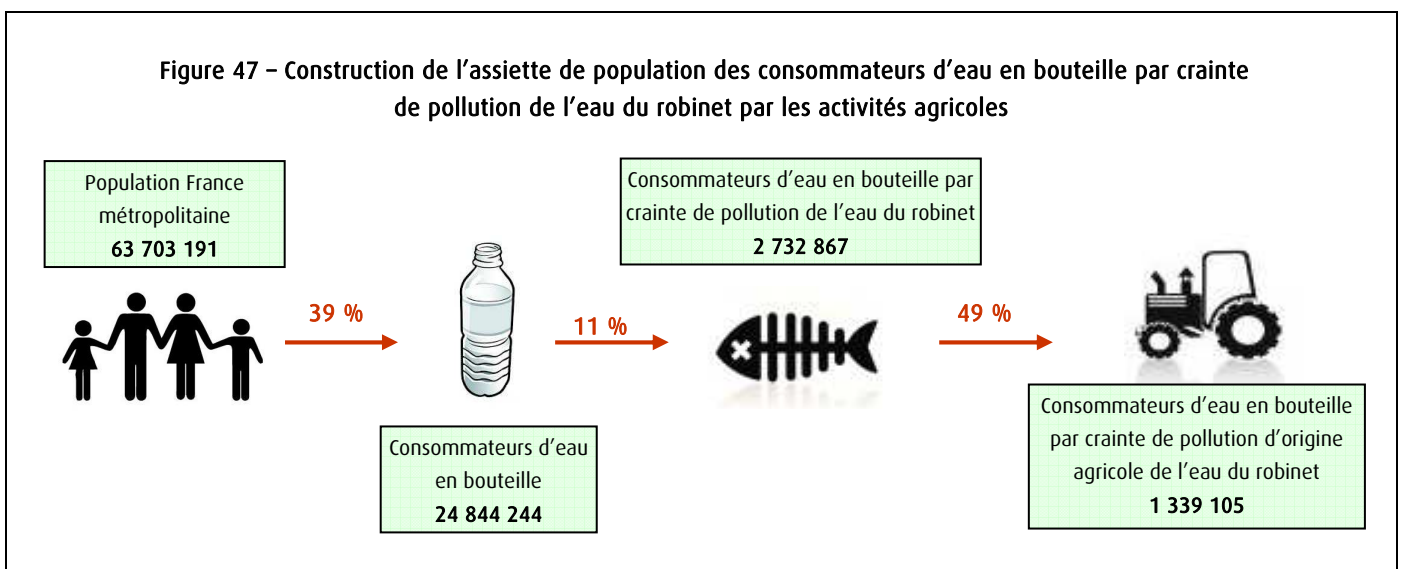 Figure 47 – Construction de l’assiette de population des consommateurs d’eau en bouteille par crainte
de pollution de l’eau du robinet par les activités agricoles
Population France
métropolitaine
63 703 191
39 %
Consommateurs d’eau
en bouteille
24 844 244
11 %
Consommateurs d’eau en bouteille par
crainte de pollution de l’eau du robinet
2 732 867
49 %
Consommateurs d’eau en bouteille
par crainte de pollution d’origine
agricole de l’eau du robinet
1 339 105